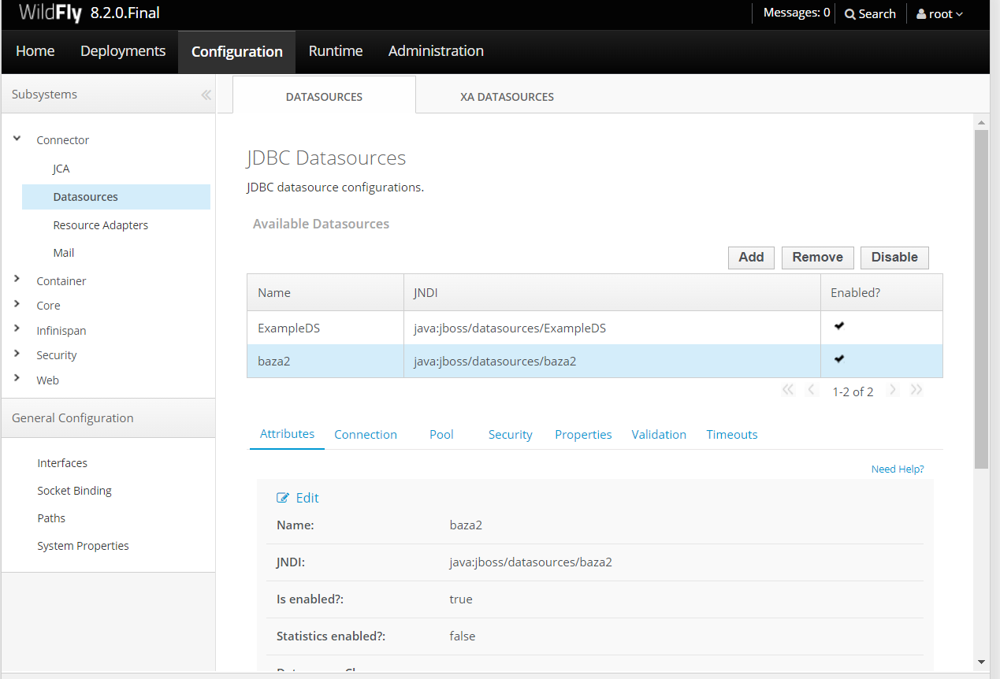 WildFly 8.2.0.Final
Messages: 0
Search
root
Home
Deployments
Configuration
Runtime
Administration
Subsystems
Connector
JCA
Datasources
Resource Adapters
Mail
Container
Core
Infinispan
Security
Web
General Configuration
Interfaces
Socket Binding
Paths
System Properties
DATASOURCES
XA DATASOURCES
JDBC Datasources
JDBC datasource configurations.
Available Datasources
Add
Remove
Disable
Name JNDI Enabled?
ExampleDS java:jboss/datasources/ExampleDS
baza2 java:jboss/datasources/baza2
1-2 of 2
Attributes
Connection
Pool
Security
Properties
Validation
Timeouts
Need Help?
Edit
Name: baza2
JNDI: java:jboss/datasources/baza2
Is enabled?: true
Statistics enabled?: false